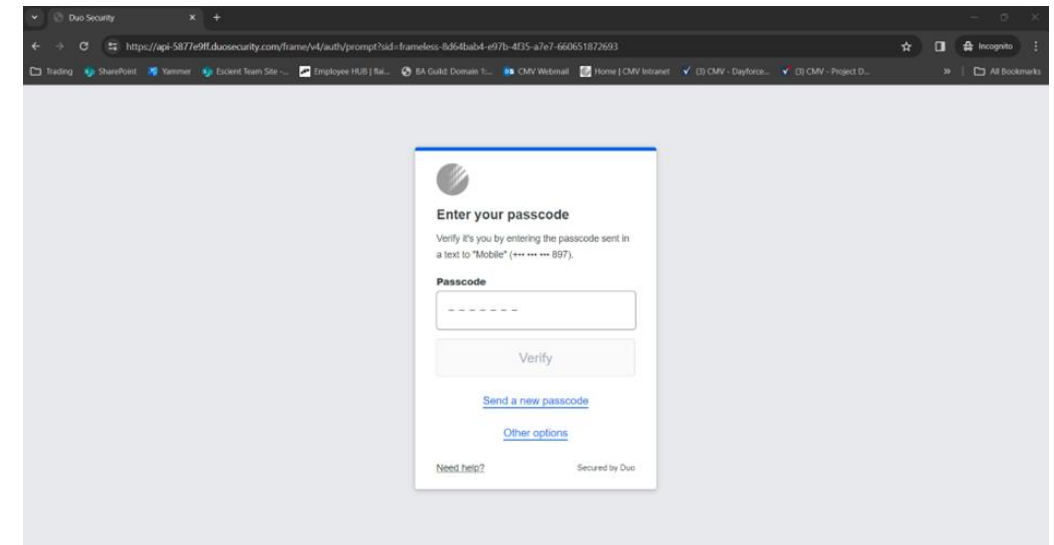 Duo Security
https://api-5877e9ff.duosecurity.com/frame/v4/auth/prompt?sid=frameless-8d64bab4-e97b-4f35-a7e7-660651872693
Incognito
Trading SharePoint Yammer Escient Team Site -... Employee HUB | flai... BA Guild: Domain 1:... CMV Webmail Home | CMV Intranet (3) CMV - Dayforce... (3) CMV - Project D... » All Bookmarks
Enter your passcode
Verify it's you by entering the passcode sent in
a text to "Mobile" (+•• ••• ••• 897).
Passcode
- - - - - - -
Verify
Send a new passcode
Other options
Need help? Secured by Duo